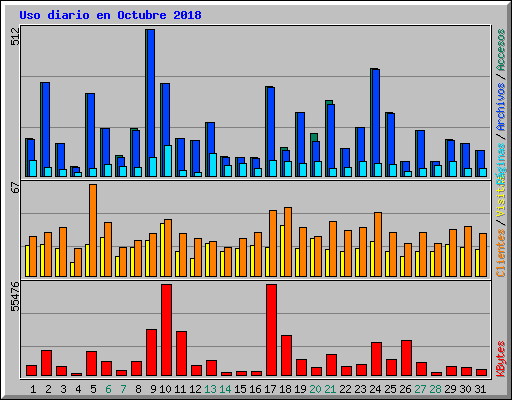 Uso diario en Octubre 2018
512
67
55476
Clientes / Visitas
Páginas / Archivos / Accesos
KBytes
1 2 3 4 5 6 7 8 9 10 11 12 13 14 15 16 17 18 19 20 21 22 23 24 25 26 27 28 29 30 31